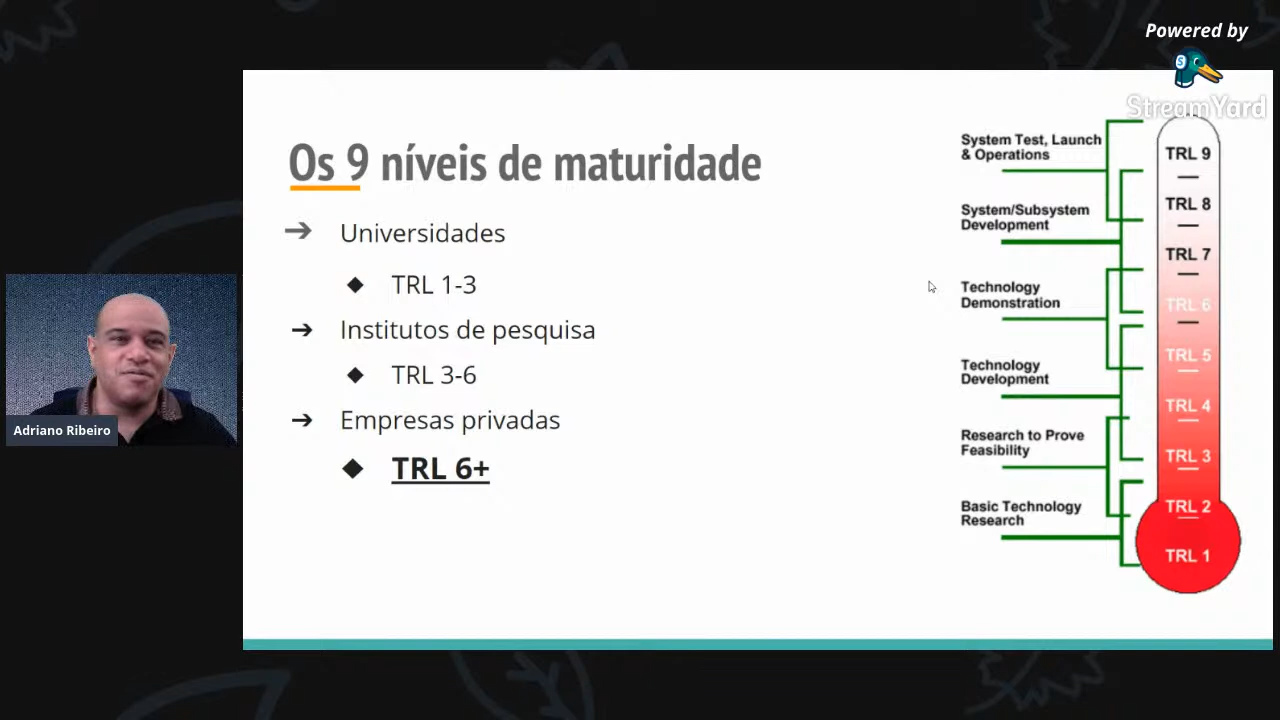 Powered by
StreamYard
Os 9 níveis de maturidade
➔ Universidades
◆ TRL 1-3
➔ Institutos de pesquisa
◆ TRL 3-6
➔ Empresas privadas
◆ TRL 6+
System Test, Launch
& Operations
System/Subsystem
Development
Technology
Demonstration
Technology
Development
Research to Prove
Feasibility
Basic Technology
Research
TRL 9
TRL 8
TRL 7
TRL 6
TRL 5
TRL 4
TRL 3
TRL 2
TRL 1
Adriano Ribeiro